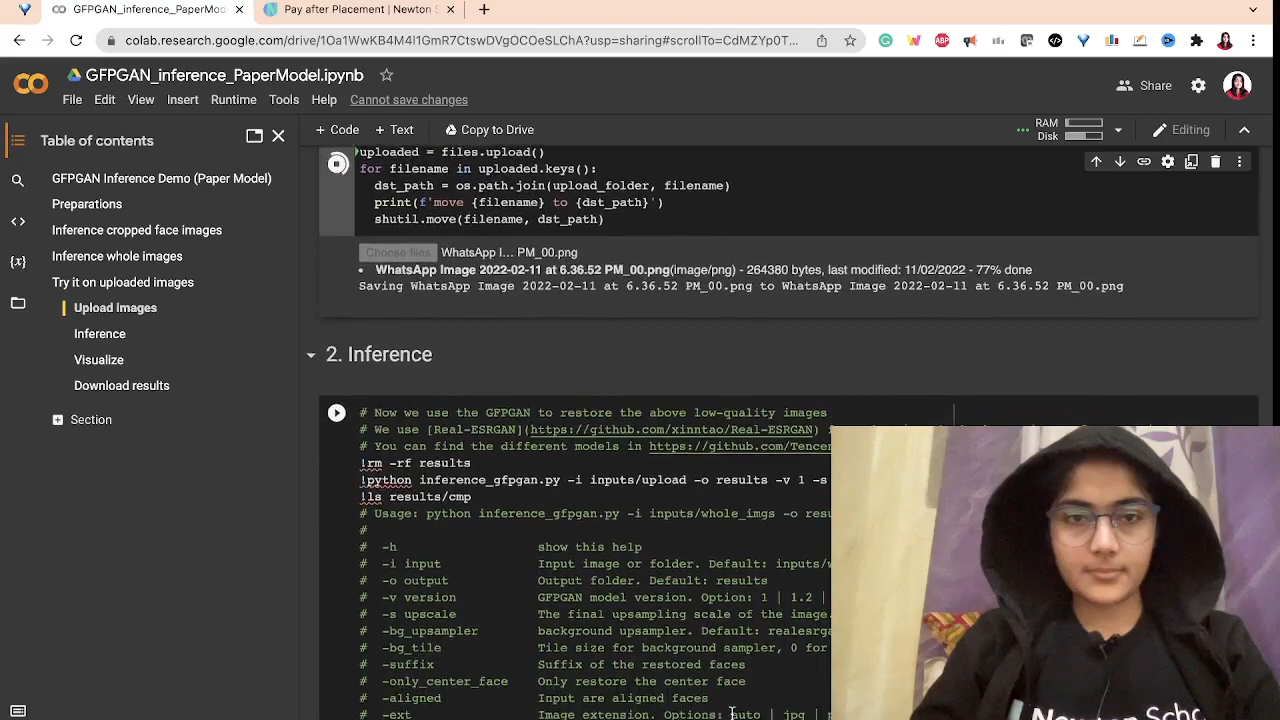 GFPGAN_inference_PaperMod
Pay after Placement | Newton S
colab.research.google.com/drive/1Oa1WwKB4M4l1GmR7CtswDVgOCOeSLChA?usp=sharing#scrollTo=CdMZYp0T...
GFPGAN_inference_PaperModel.ipynb
Share
File Edit View Insert Runtime Tools Help Cannot save changes
+ Code + Text Copy to Drive
RAM
Disk
Editing
Table of contents
GFPGAN Inference Demo (Paper Model)
Preparations
Inference cropped face images
Inference whole images
Try it on uploaded images
Upload Images
Inference
Visualize
Download results
Section
uploaded = files.upload()
for filename in uploaded.keys():
dst_path = os.path.join(upload_folder, filename)
print(f'move {filename} to {dst_path}')
shutil.move(filename, dst_path)
Choose files WhatsApp I... PM_00.png
• WhatsApp Image 2022-02-11 at 6.36.52 PM_00.png(image/png) - 264380 bytes, last modified: 11/02/2022 - 77% done
Saving WhatsApp Image 2022-02-11 at 6.36.52 PM_00.png to WhatsApp Image 2022-02-11 at 6.36.52 PM_00.png
2. Inference
# Now we use the GFPGAN to restore the above low-quality images
# We use [Real-ESRGAN](https://github.com/xinntao/Real-ESRGAN)
# You can find the different models in https://github.com/Tencen
!rm -rf results
!python inference_gfpgan.py -i inputs/upload -o results -v 1 -s
!ls results/cmp
# Usage: python inference_gfpgan.py -i inputs/whole_imgs -o resu
#
# -h show this help
# -i input Input image or folder. Default: inputs/w
# -o output Output folder. Default: results
# -v version GFPGAN model version. Option: 1 | 1.2 |
# -s upscale The final upsampling scale of the image.
# -bg_upsampler background upsampler. Default: realesrga
# -bg_tile Tile size for background sampler, 0 for
# -suffix Suffix of the restored faces
# -only_center_face Only restore the center face
# -aligned Input are aligned faces
# -ext Image extension. Options: auto | jpg | p